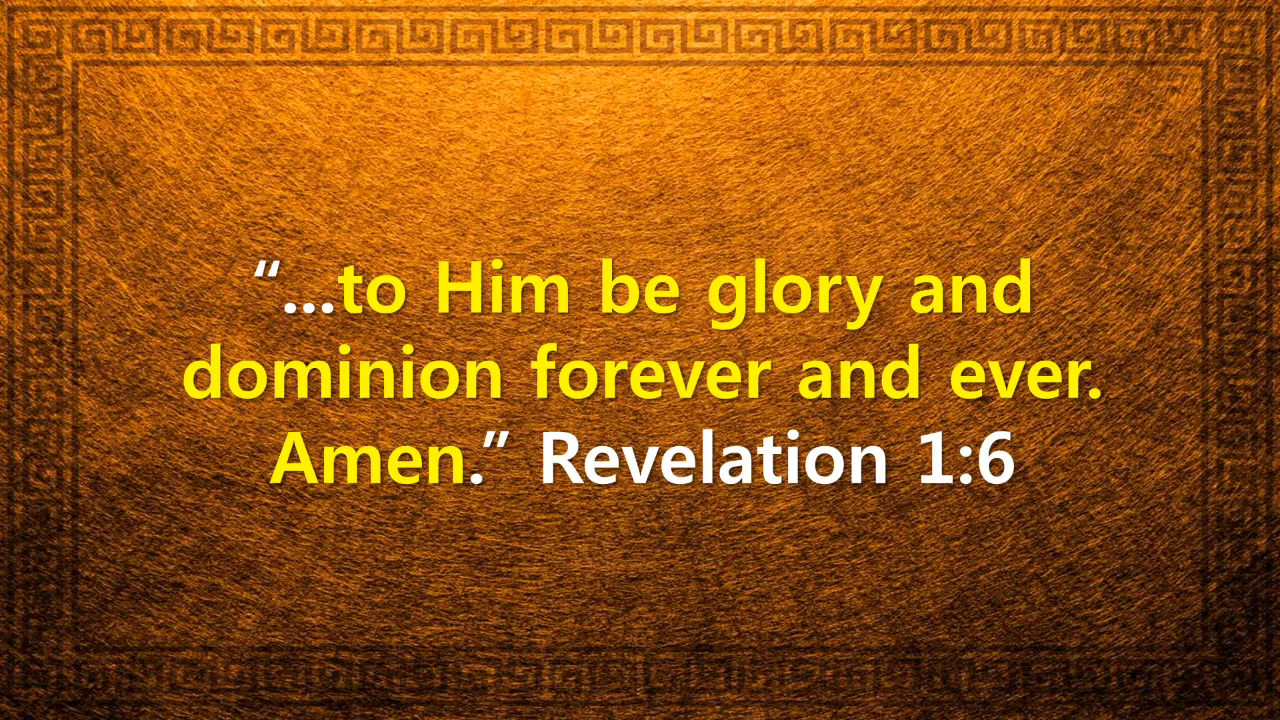 “...to Him be glory and
dominion forever and ever.
Amen.” Revelation 1:6